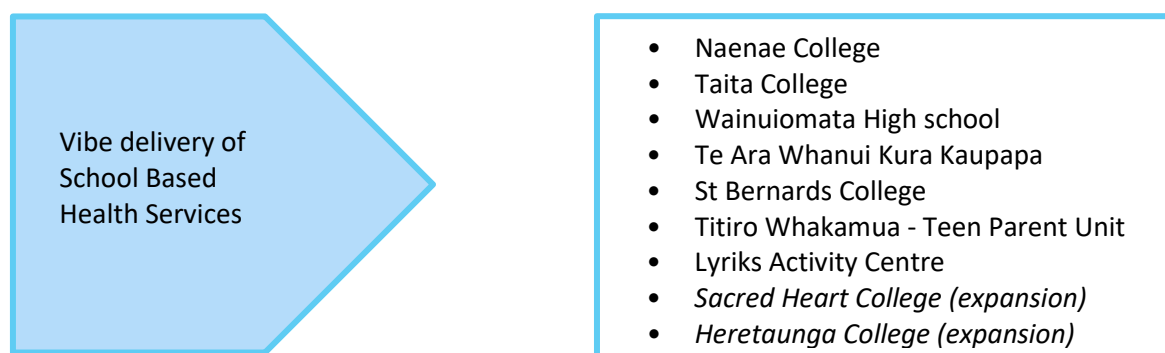 Vibe delivery of
School Based
Health Services
• Naenae College
• Taita College
• Wainuiomata High school
• Te Ara Whanui Kura Kaupapa
• St Bernards College
• Titiro Whakamua - Teen Parent Unit
• Lyriks Activity Centre
• Sacred Heart College (expansion)
• Heretaunga College (expansion)